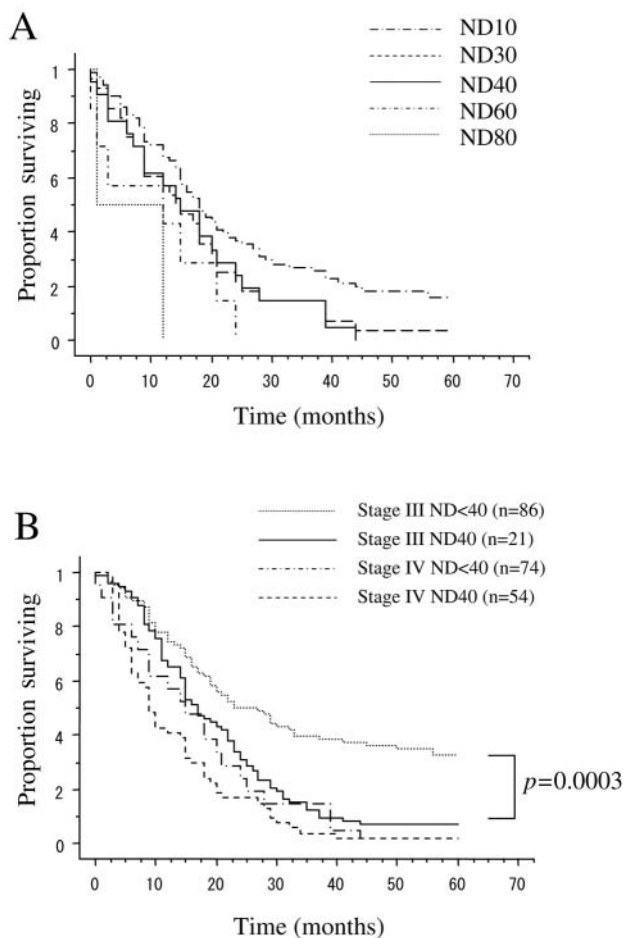 A
ND10
ND30
ND40
ND60
ND80
Proportion surviving
1
8
6
4
2
0
0 10 20 30 40 50 60 70
Time (months)
B
Stage III ND<40 (n=86)
Stage III ND40 (n=21)
Stage IV ND<40 (n=74)
Stage IV ND40 (n=54)
Proportion surviving
1
8
6
4
2
0
p=0.0003
0 10 20 30 40 50 60 70
Time (months)